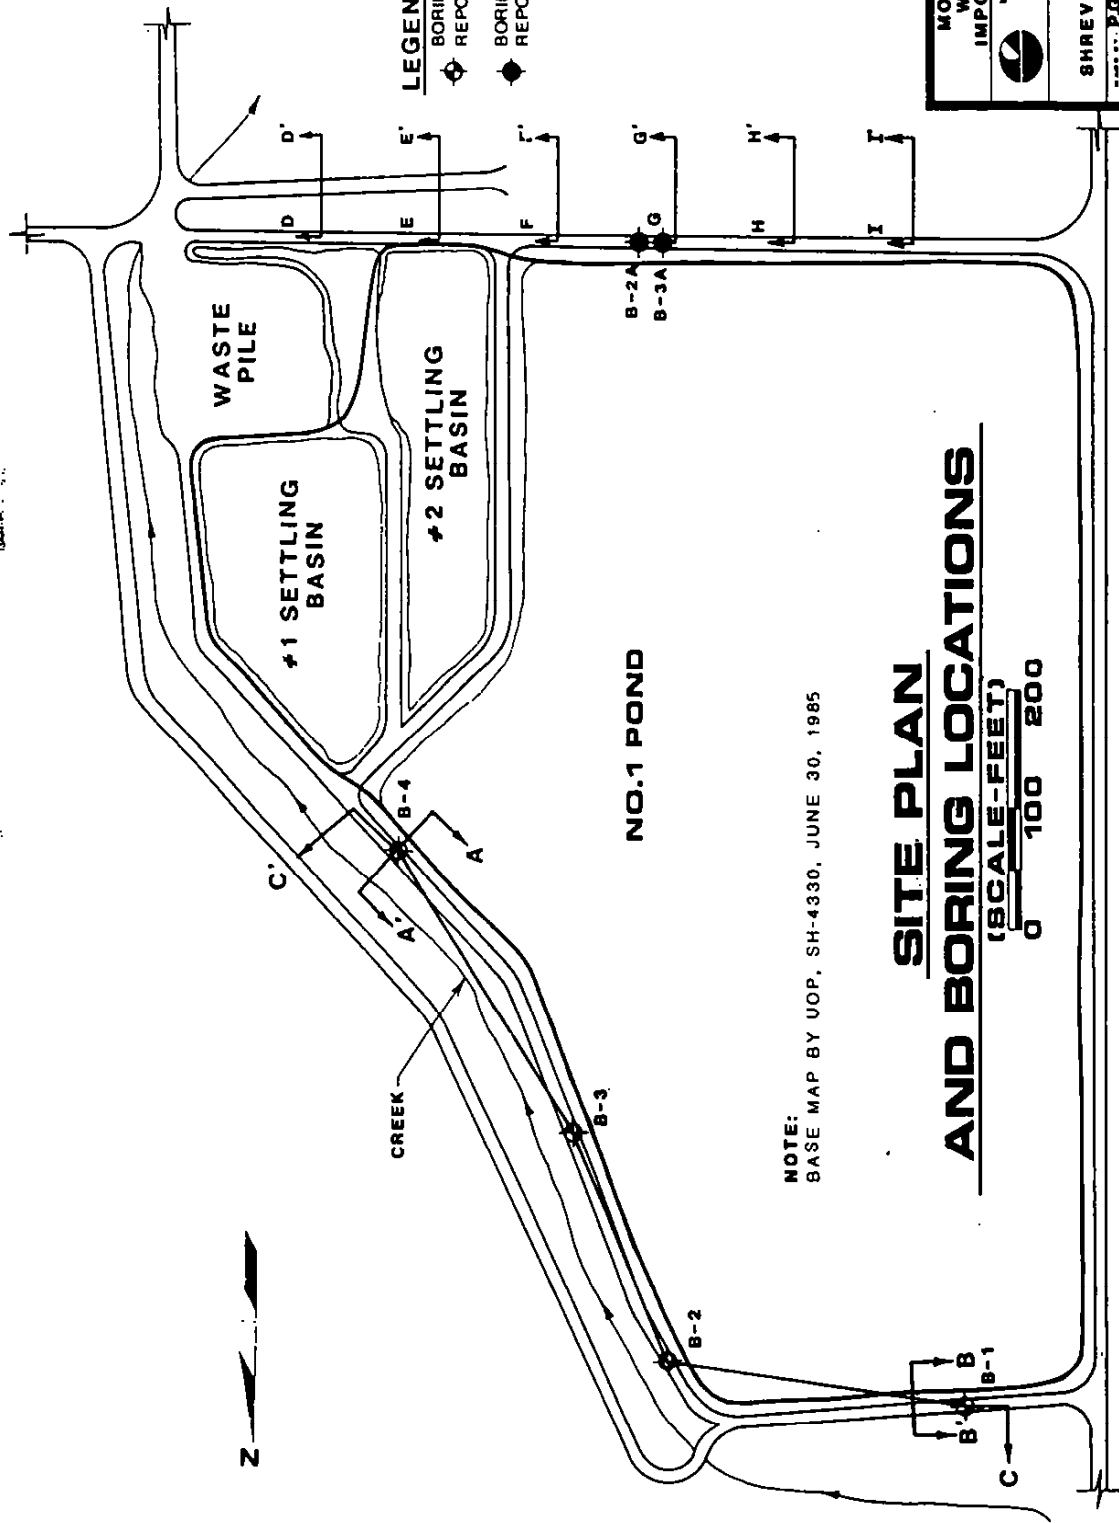 N
CREEK
C'
A'
A
B-4
B-3
B-2
B'
B
B-1
C
#1 SETTLING
BASIN
WASTE
PILE
#2 SETTLING
BASIN
NO.1 POND
D
D'
E
E'
F
G
G'
H
H'
I
I
B-2A
B-3A
NOTE:
BASE MAP BY UOP, SH-4330, JUNE 30, 1985
SITE PLAN
AND BORING LOCATIONS
(SCALE-FEET)
0 100 200
BORI
REPO
BORI
REPO
MO
W
IMPO
SHREV